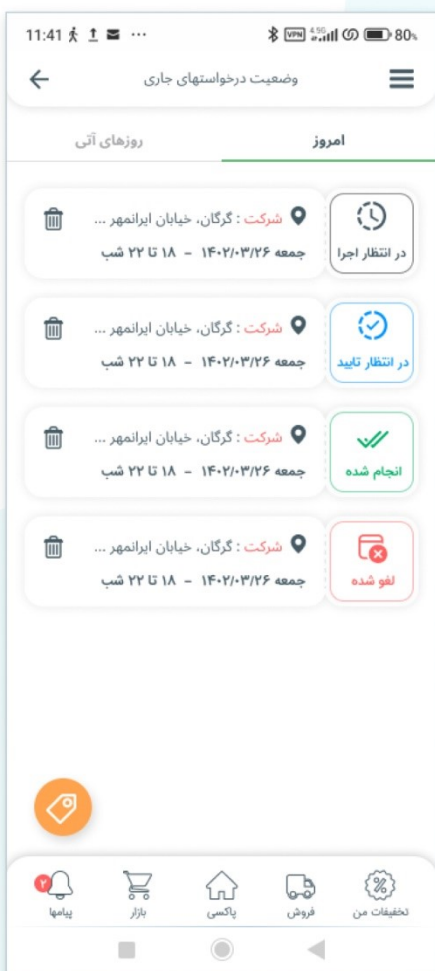 11:41
VPN 4.5G 80%
وضعیت درخواستهای جاری
امروز
روزهای آتی
در انتظار اجرا
شرکت : گرگان، خیابان ایرانمهر ...
جمعه ۱۴۰۲/۰۳/۲۶ – ۱۸ تا ۲۲ شب
در انتظار تایید
شرکت : گرگان، خیابان ایرانمهر ...
جمعه ۱۴۰۲/۰۳/۲۶ – ۱۸ تا ۲۲ شب
انجام شده
شرکت : گرگان، خیابان ایرانمهر ...
جمعه ۱۴۰۲/۰۳/۲۶ – ۱۸ تا ۲۲ شب
لغو شده
شرکت : گرگان، خیابان ایرانمهر ...
جمعه ۱۴۰۲/۰۳/۲۶ – ۱۸ تا ۲۲ شب
تخفیفات من
فروش
پاکسی
بازار
۲
پیامها